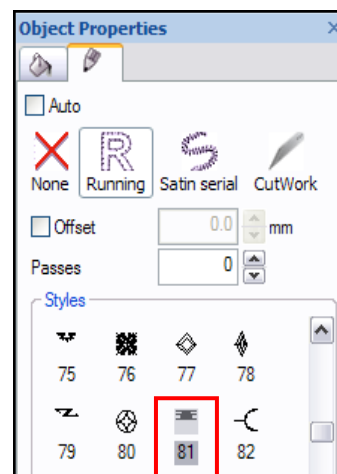 Object Properties
Auto
None Running Satin serial CutWork
Offset 0.0 mm
Passes 0
Styles
75 76 77 78
79 80 81 82